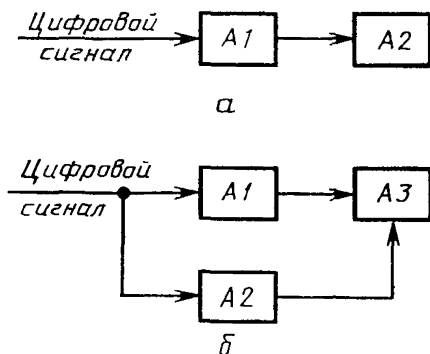 Цифровой
сигнал
A1
A2
а
Цифровой
сигнал
A1
A3
A2
б